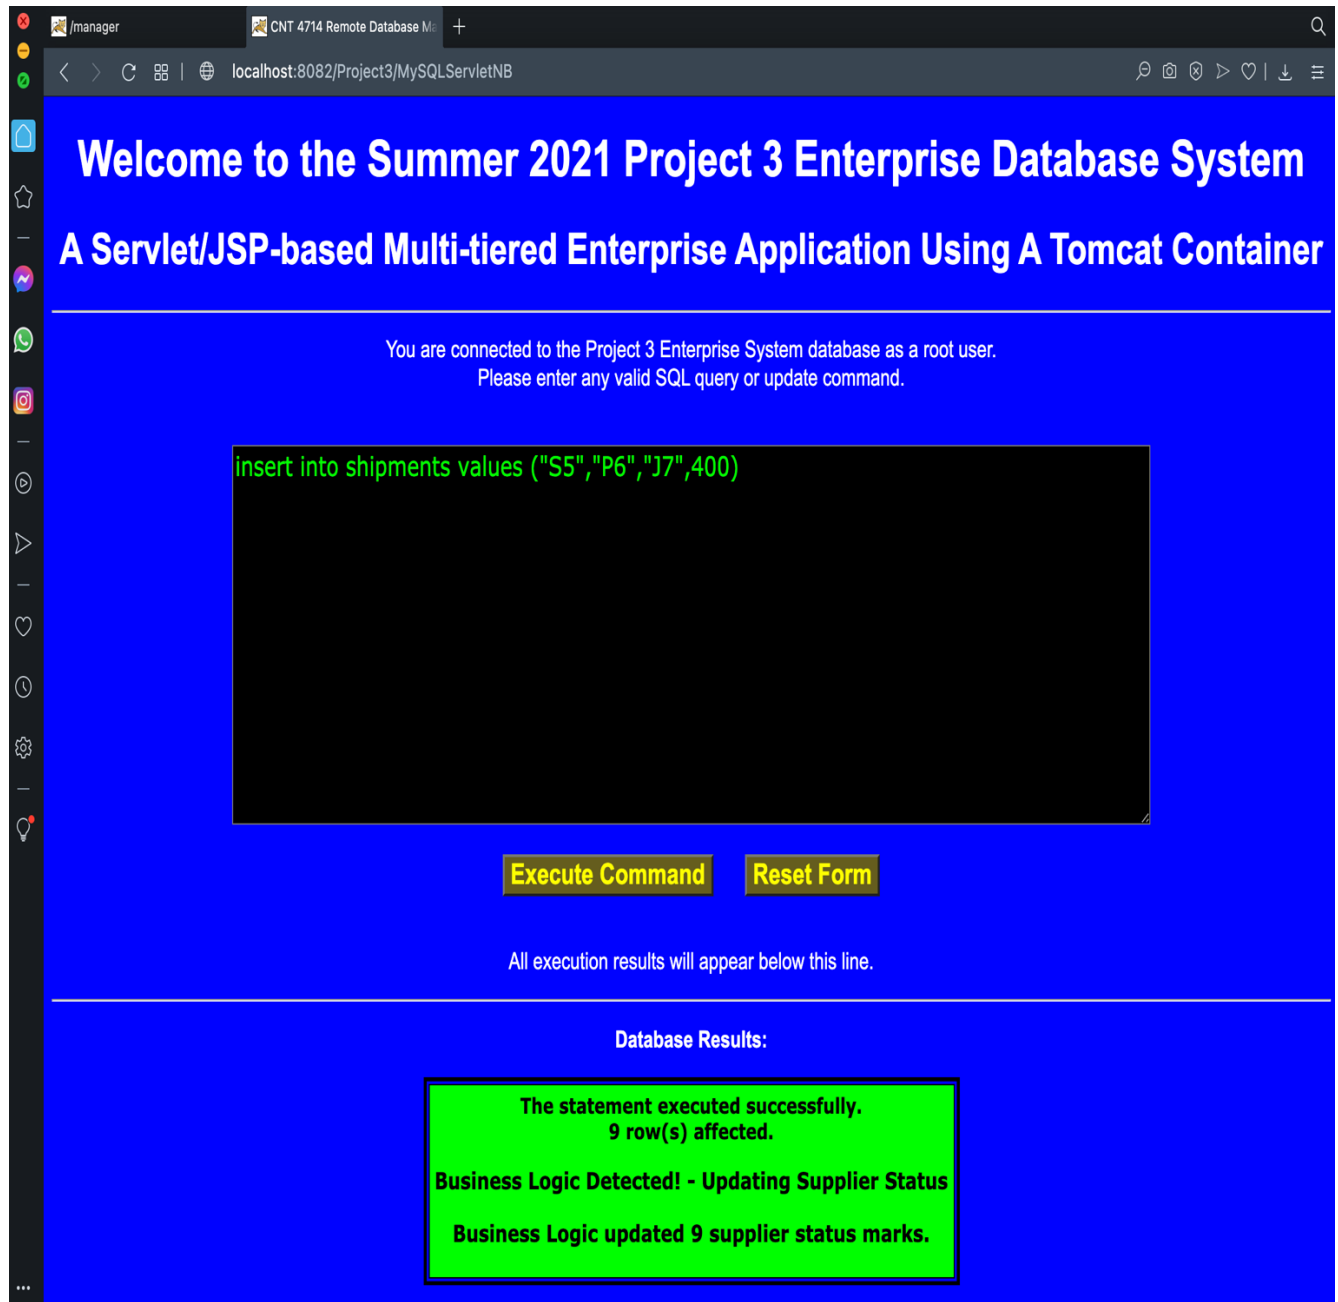 /manager
CNT 4714 Remote Database Ma
localhost:8082/Project3/MySQLServletNB
Welcome to the Summer 2021 Project 3 Enterprise Database System
A Servlet/JSP-based Multi-tiered Enterprise Application Using A Tomcat Container
You are connected to the Project 3 Enterprise System database as a root user.
Please enter any valid SQL query or update command.
insert into shipments values ("S5","P6","J7",400)
Execute Command Reset Form
All execution results will appear below this line.
Database Results:
The statement executed successfully.
9 row(s) affected.
Business Logic Detected! - Updating Supplier Status
Business Logic updated 9 supplier status marks.